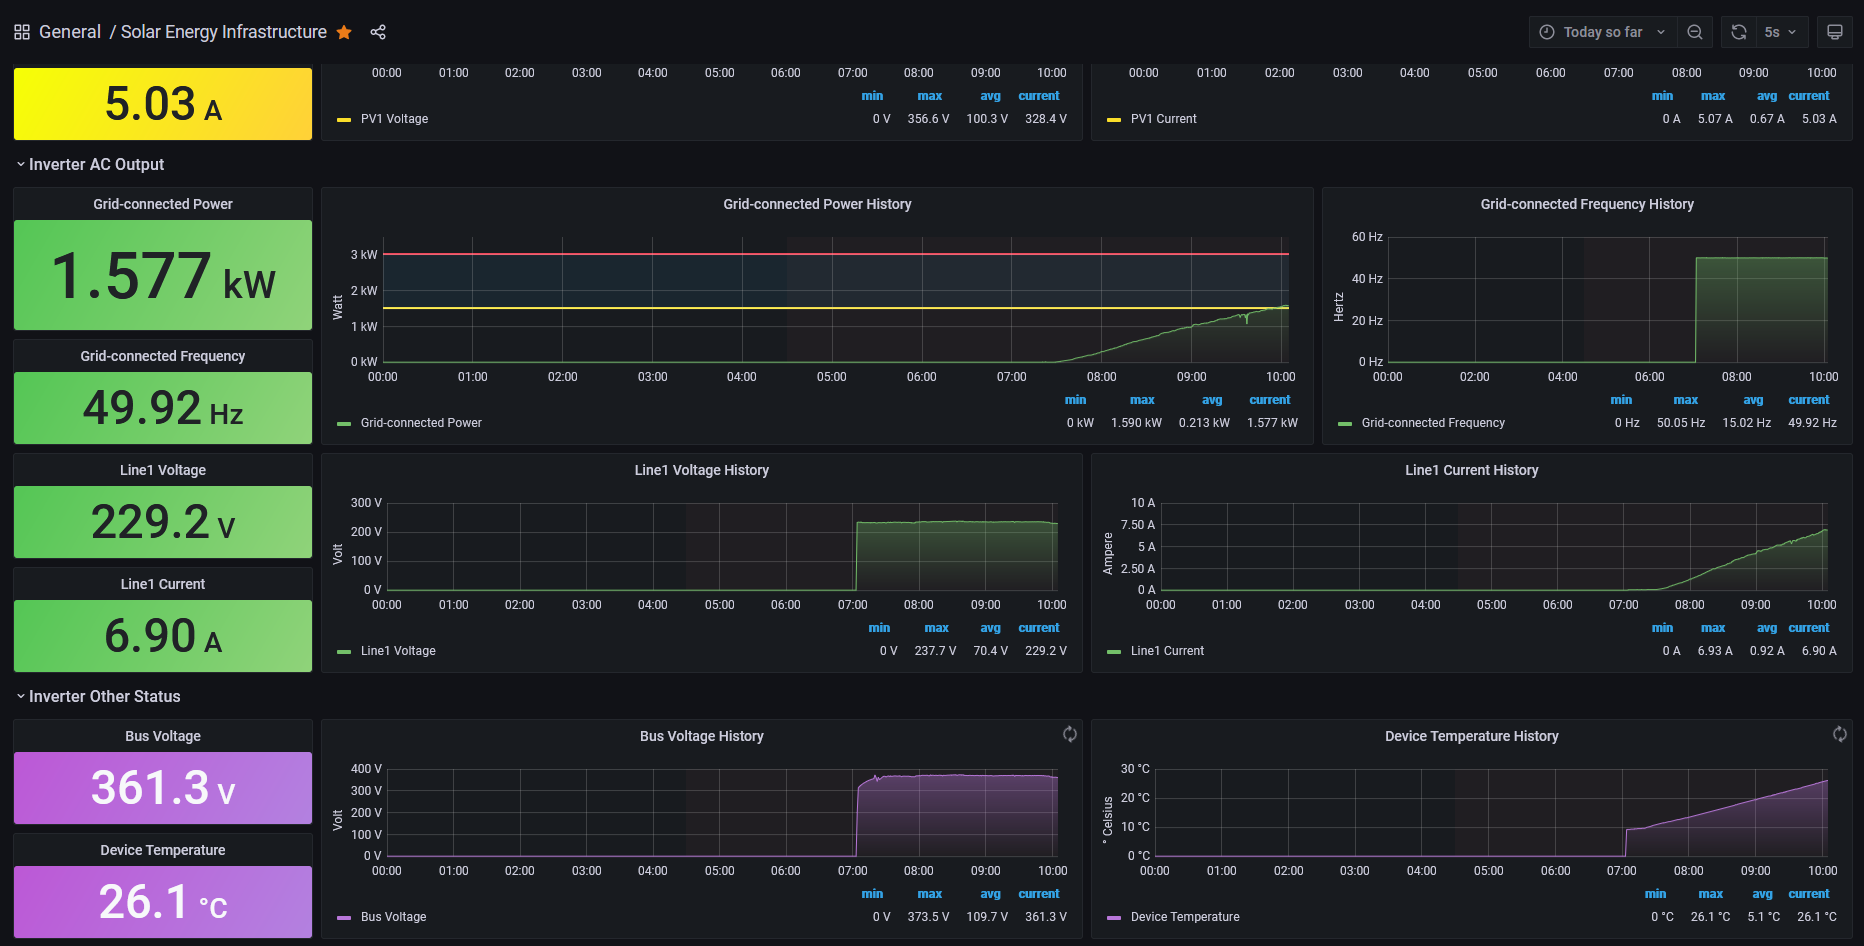 General / Solar Energy Infrastructure
Today so far
5s
5.03 A
00:00 01:00 02:00 03:00 04:00 05:00 06:00 07:00 08:00 09:00 10:00
min max avg current
PV1 Voltage 0 V 356.6 V 100.3 V 328.4 V
00:00 01:00 02:00 03:00 04:00 05:00 06:00 07:00 08:00 09:00 10:00
min max avg current
PV1 Current 0 A 5.07 A 0.67 A 5.03 A
Inverter AC Output
Grid-connected Power
1.577 kW
Grid-connected Power History
Watt
3 kW
2 kW
1 kW
0 kW
00:00 01:00 02:00 03:00 04:00 05:00 06:00 07:00 08:00 09:00 10:00
min max avg current
Grid-connected Power 0 kW 1.590 kW 0.213 kW 1.577 kW
Grid-connected Frequency History
Hertz
60 Hz
40 Hz
20 Hz
0 Hz
00:00 02:00 04:00 06:00 08:00 10:00
min max avg current
Grid-connected Frequency 0 Hz 50.05 Hz 15.02 Hz 49.92 Hz
Grid-connected Frequency
49.92 Hz
Line1 Voltage
229.2 V
Line1 Voltage History
Volt
300 V
200 V
100 V
0 V
00:00 01:00 02:00 03:00 04:00 05:00 06:00 07:00 08:00 09:00 10:00
min max avg current
Line1 Voltage 0 V 237.7 V 70.4 V 229.2 V
Line1 Current History
Ampere
10 A
7.50 A
5 A
2.50 A
0 A
00:00 01:00 02:00 03:00 04:00 05:00 06:00 07:00 08:00 09:00 10:00
min max avg current
Line1 Current 0 A 6.93 A 0.92 A 6.90 A
Line1 Current
6.90 A
Inverter Other Status
Bus Voltage
361.3 V
Bus Voltage History
Volt
400 V
300 V
200 V
100 V
0 V
00:00 01:00 02:00 03:00 04:00 05:00 06:00 07:00 08:00 09:00 10:00
min max avg current
Bus Voltage 0 V 373.5 V 109.7 V 361.3 V
Device Temperature History
° Celsius
30 °C
20 °C
10 °C
0 °C
00:00 01:00 02:00 03:00 04:00 05:00 06:00 07:00 08:00 09:00 10:00
min max avg current
Device Temperature 0 °C 26.1 °C 5.1 °C 26.1 °C
Device Temperature
26.1 °C